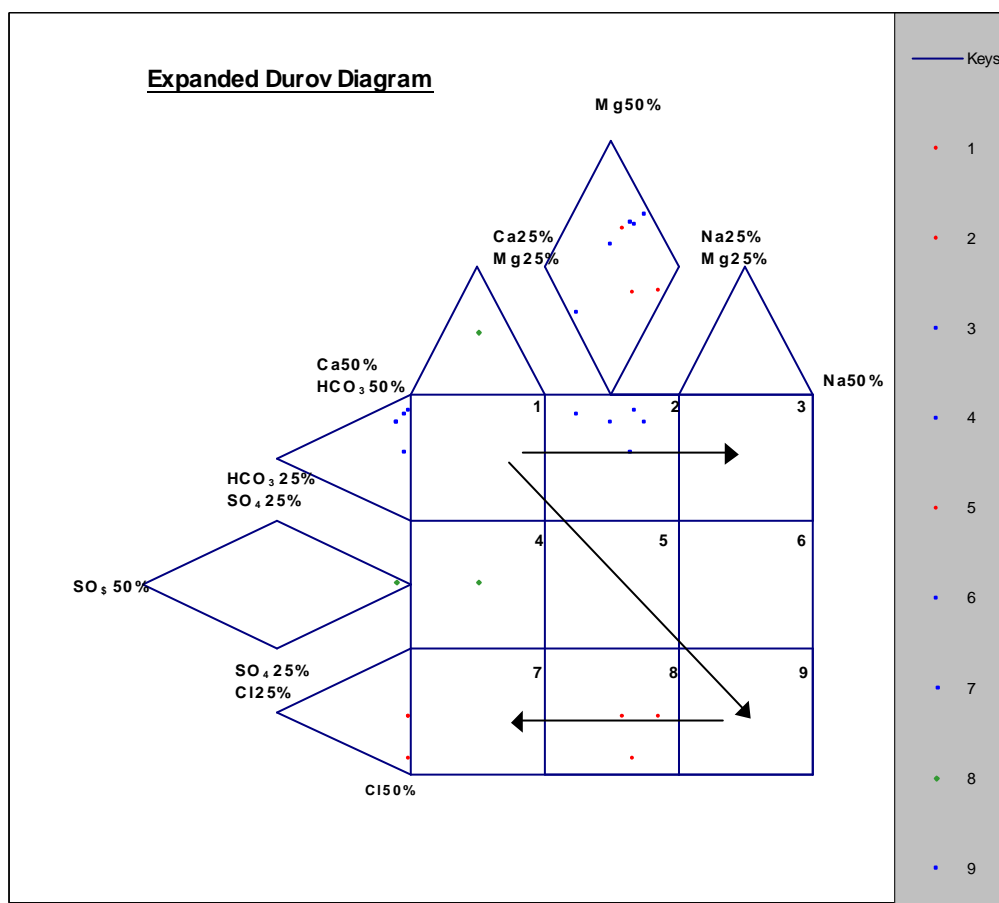 Expanded Durov Diagram
Mg50%
Ca25%
Mg25%
Na25%
Mg25%
Ca50%
HCO₃50%
Na50%
1
2
3
HCO₃25%
SO₄25%
4
5
6
SO₄50%
SO₄25%
Cl25%
7
8
9
Cl50%
Keys
1
2
3
4
5
6
7
8
9